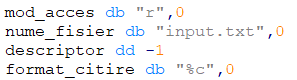 mod_acces db "r",0
nume_fisier db "input.txt",0
descriptor dd -1
format_citire db "%c",0